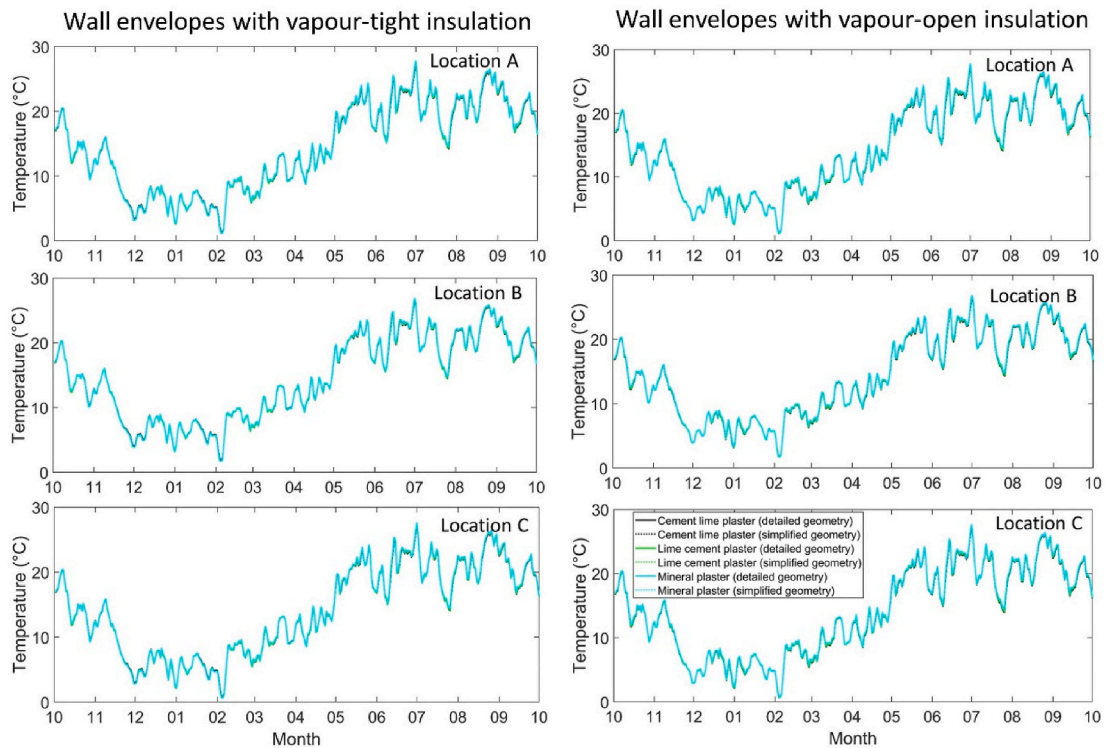 Wall envelopes with vapour-tight insulation
Wall envelopes with vapour-open insulation
Location A
Temperature (°C)
30
20
10
0
10 11 12 01 02 03 04 05 06 07 08 09 10
Location A
Temperature (°C)
30
20
10
0
10 11 12 01 02 03 04 05 06 07 08 09 10
Location B
Temperature (°C)
30
20
10
0
10 11 12 01 02 03 04 05 06 07 08 09 10
Location B
Temperature (°C)
30
20
10
0
10 11 12 01 02 03 04 05 06 07 08 09 10
Location C
Temperature (°C)
30
20
10
0
10 11 12 01 02 03 04 05 06 07 08 09 10
Month
Location C
Cement lime plaster (detailed geometry)
Cement lime plaster (simplified geometry)
Lime cement plaster (detailed geometry)
Lime cement plaster (simplified geometry)
Mineral plaster (detailed geometry)
Mineral plaster (simplified geometry)
Temperature (°C)
30
20
10
0
10 11 12 01 02 03 04 05 06 07 08 09 10
Month